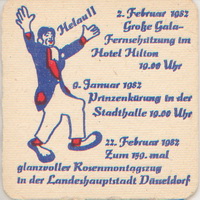 Helau!!
2. Februar 1982
Große Gala-
Fernsehsitzung im
Hotel Hilton
19.00 Uhr
9. Januar 1982
Prinzenkürung in der
Stadthalle 19.00 Uhr
22. Februar 1982
Zum 159. mal
glanzvoller Rosenmontagszug
in der Landeshauptstadt Düsseldorf